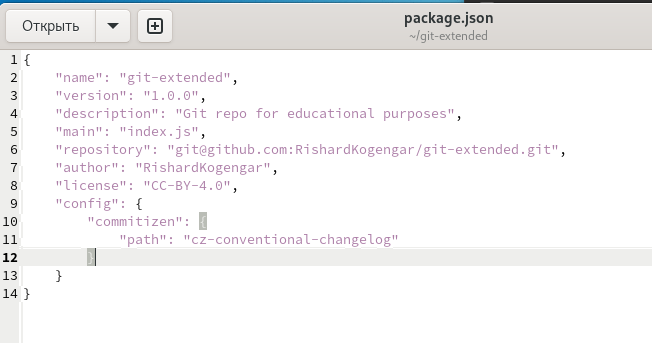 Открыть
package.json
~/git-extended
1 {
2     "name": "git-extended",
3     "version": "1.0.0",
4     "description": "Git repo for educational purposes",
5     "main": "index.js",
6     "repository": "git@github.com:RishardKogengar/git-extended.git",
7     "author": "RishardKogengar",
8     "license": "CC-BY-4.0",
9     "config": {
10         "commitizen": {
11             "path": "cz-conventional-changelog"
12         }
13     }
14 }